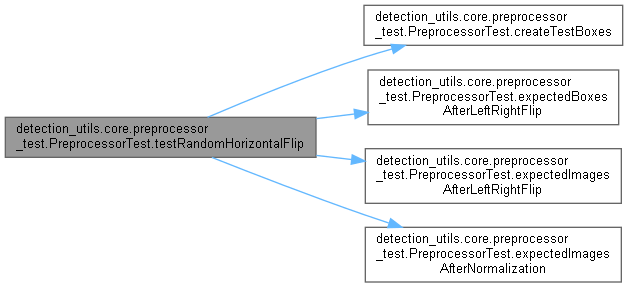 detection_utils.core.preprocessor
_test.PreprocessorTest.testRandomHorizontalFlip
detection_utils.core.preprocessor
_test.PreprocessorTest.createTestBoxes
detection_utils.core.preprocessor
_test.PreprocessorTest.expectedBoxes
AfterLeftRightFlip
detection_utils.core.preprocessor
_test.PreprocessorTest.expectedImages
AfterLeftRightFlip
detection_utils.core.preprocessor
_test.PreprocessorTest.expectedImages
AfterNormalization